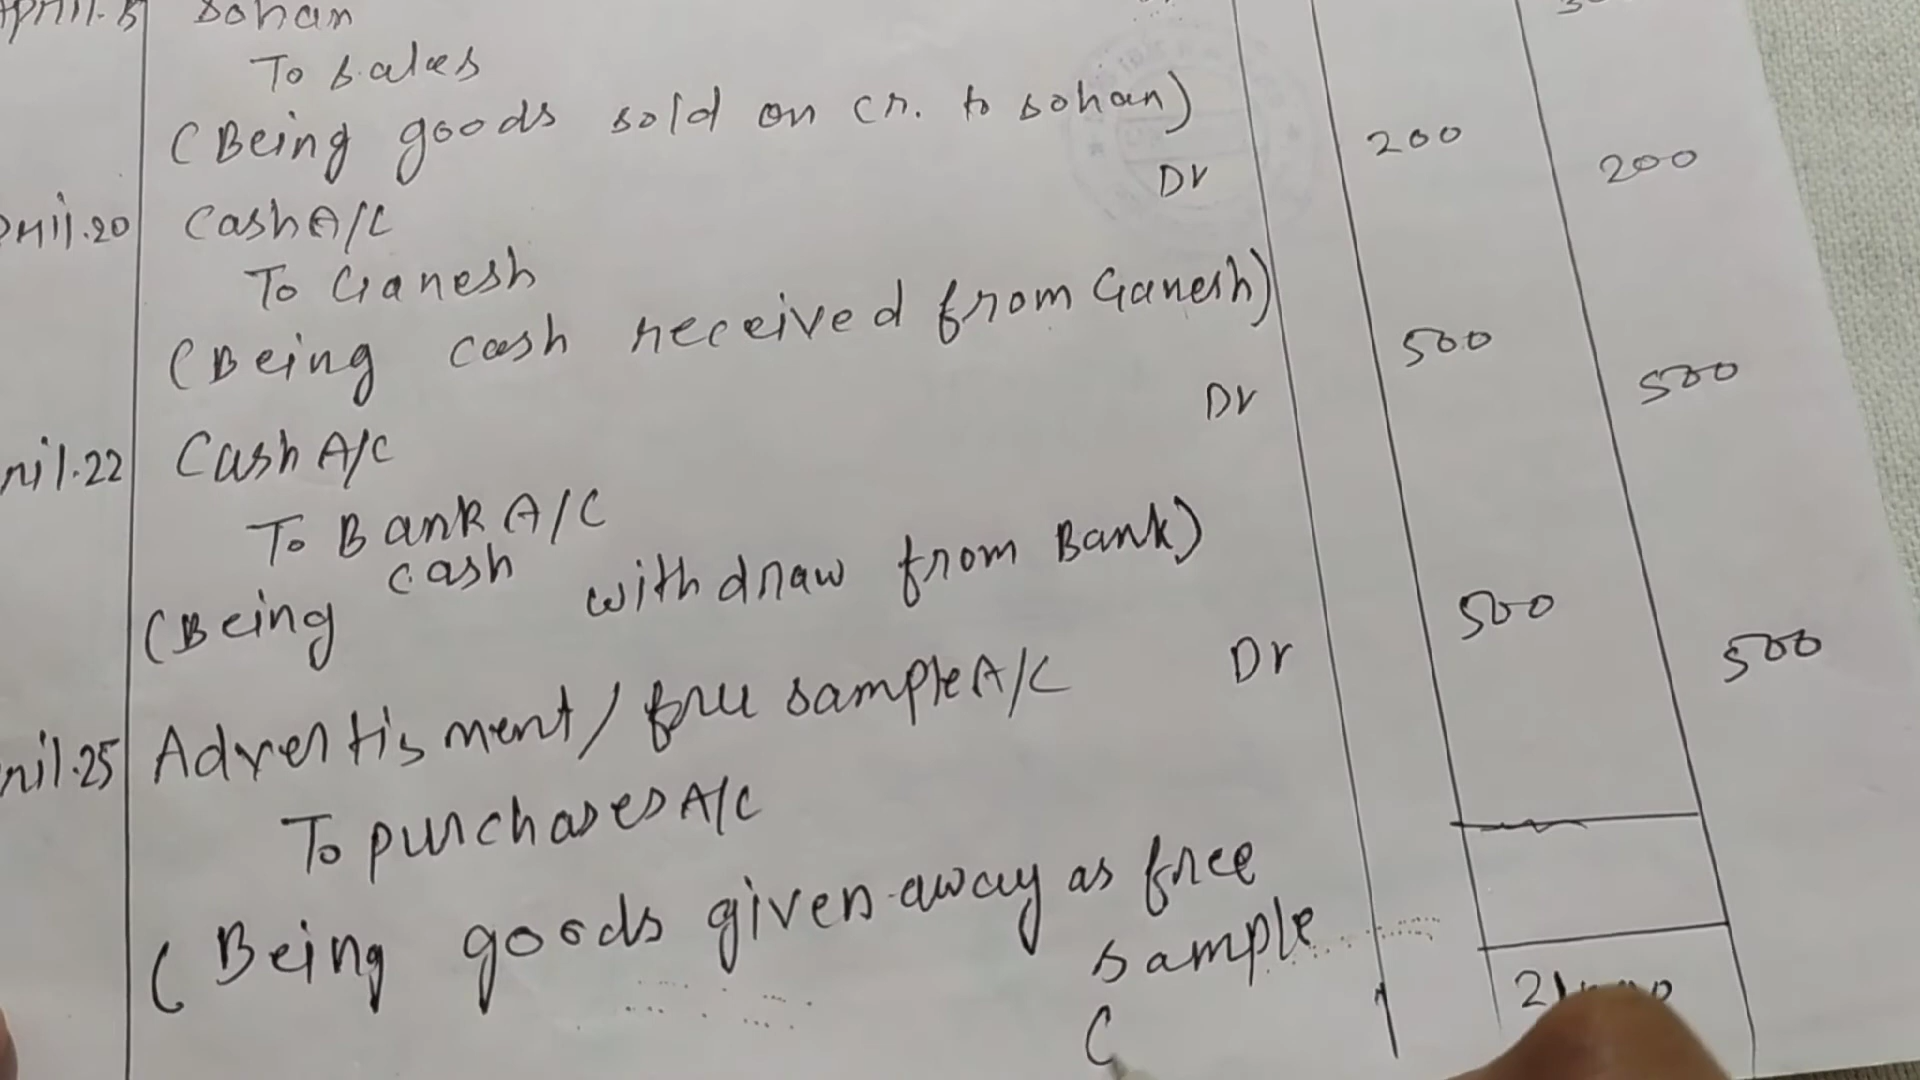 Sohan
To sales
(Being goods sold on cr. to sohan)
Cash A/C Dr 200
To Ganesh 200
(Being cash received from Ganesh)
Cash A/C Dr 500
To Bank A/C 500
(Being cash withdraw from Bank)
nil.25 Advertisment/free sample A/C Dr 500
To purchases A/C 500
(Being goods given away as free
sample
(